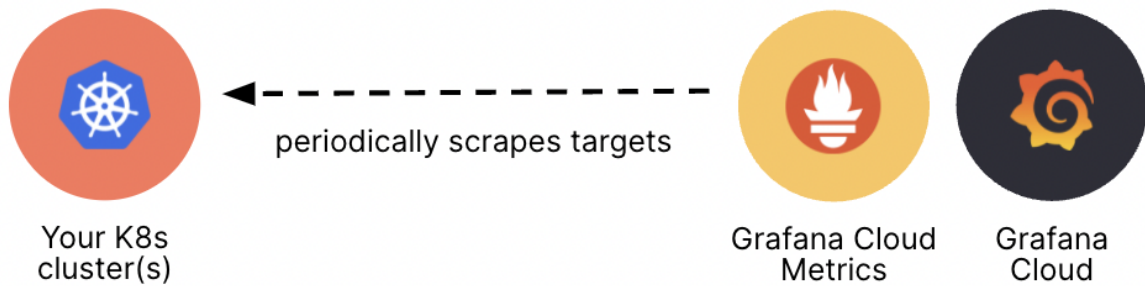 periodically scrapes targets
Your K8s
cluster(s)
Grafana Cloud
Metrics
Grafana
Cloud